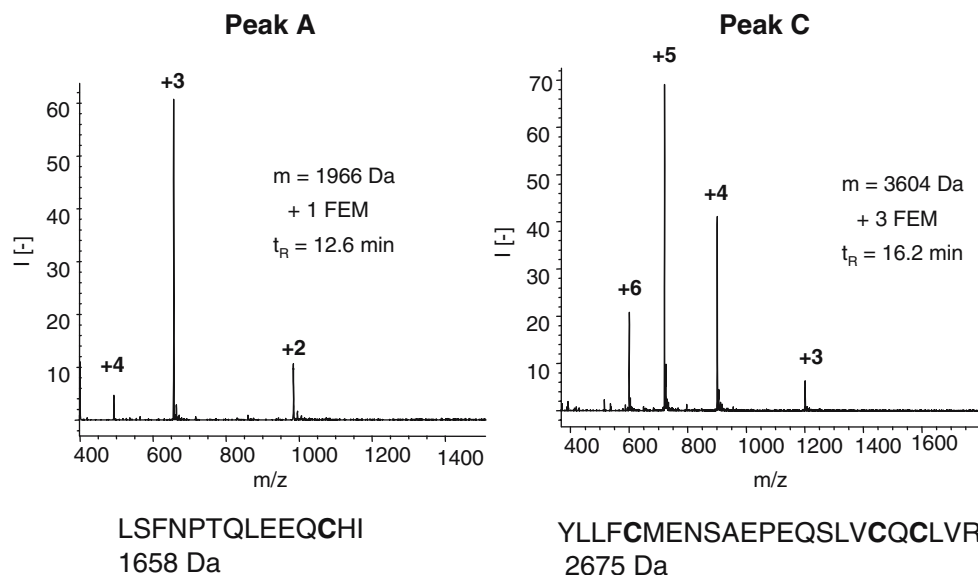 Peak A
+3
60
50
40
30
20
10
I [-]
m = 1966 Da
+ 1 FEM
tR = 12.6 min
+4
+2
400 600 800 1000 1200 1400
m/z
LSFNPTQLEEQCHI
1658 Da
Peak C
+5
70
60
50
40
30
20
10
I [-]
+4
m = 3604 Da
+ 3 FEM
tR = 16.2 min
+6
+3
400 600 800 1000 1200 1400 1600
m/z
YLLFCMENSAEPEQSLVCQCLVR
2675 Da